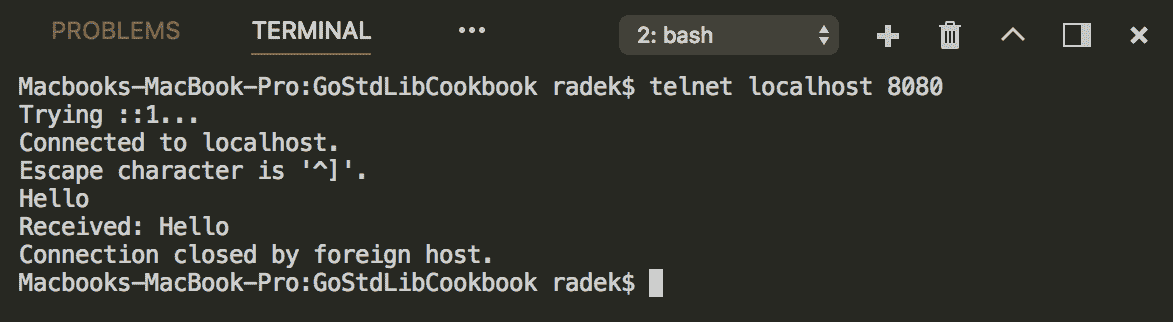 PROBLEMS TERMINAL ••• 2: bash
Macbooks-MacBook-Pro:GoStdLibCookbook radek$ telnet localhost 8080
Trying ::1...
Connected to localhost.
Escape character is '^]'.
Hello
Received: Hello
Connection closed by foreign host.
Macbooks-MacBook-Pro:GoStdLibCookbook radek$